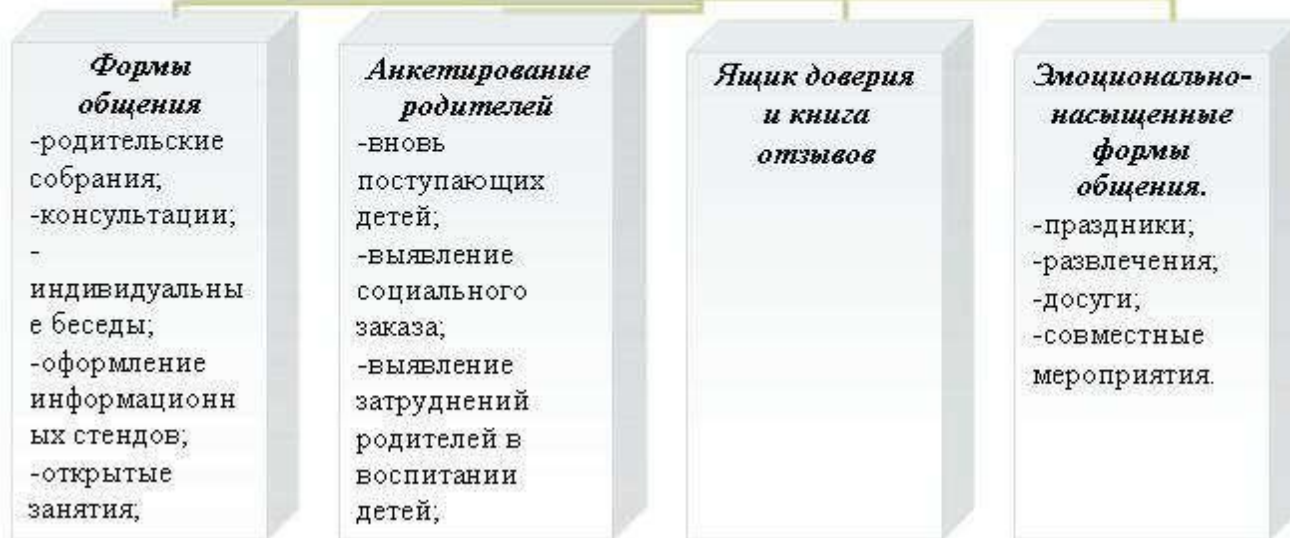 Формы
общения
-родительские
собрания;
-консультации;
-
индивидуальны
е беседы;
-оформление
информационн
ых стендов;
-открытые
занятия;
Анкетирование
родителей
-вновь
поступающих
детей;
-выявление
социального
заказа;
-выявление
затруднений
родителей в
воспитании
детей;
Ящик доверия
и книга
отзывов
Эмоционально-
насыщенные
формы
общения.
-праздники;
-развлечения;
-досуги;
-совместные
мероприятия.